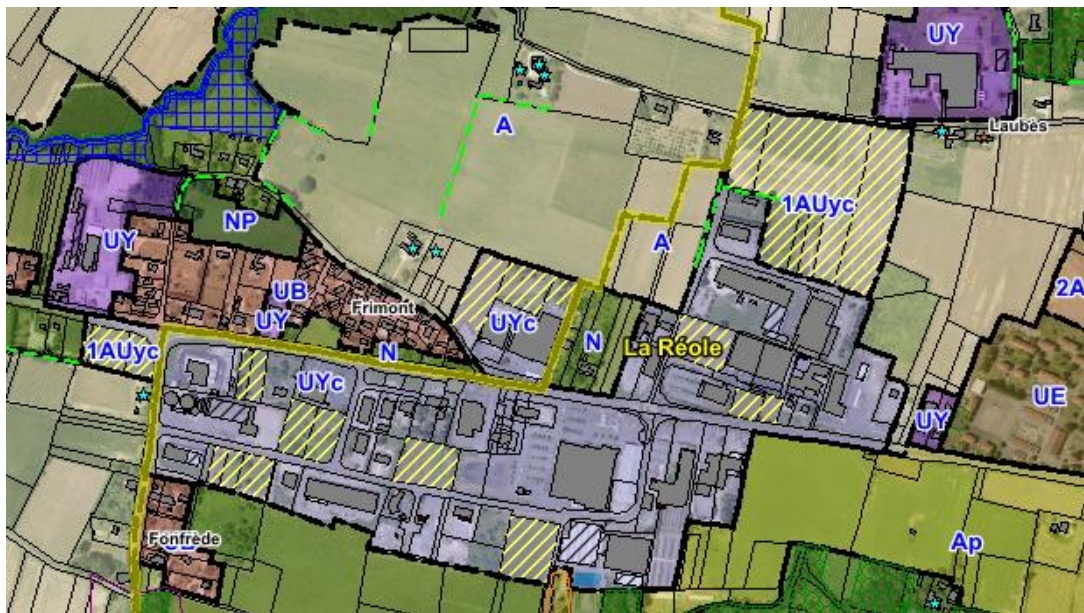 UY
Laubès
A
1AUyc
NP
UY
A
UB
Frimont
UY
UYc
2A
N
La Réole
1AUyc
N
UYc
UE
UY
Fonfrède
Ap